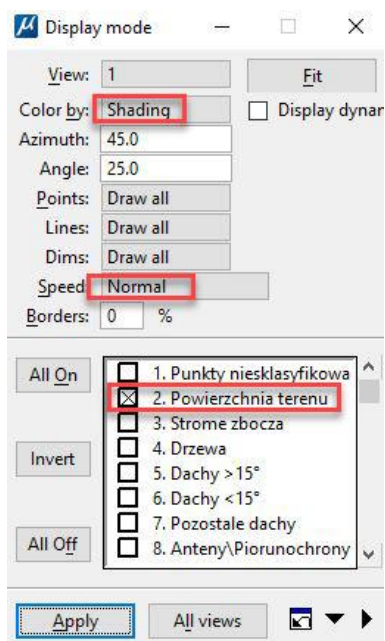 Display mode
View: 1 Fit
Color by: Shading Display dynar
Azimuth: 45.0
Angle: 25.0
Points: Draw all
Lines: Draw all
Dims: Draw all
Speed: Normal
Borders: 0 %
All On
Invert
All Off
1. Punkty niesklasyfikowa
2. Powierzchnia terenu
3. Strome zbocza
4. Drzewa
5. Dachy >15°
6. Dachy <15°
7. Pozostałe dachy
8. Anteny\Piorunochrony
Apply All views